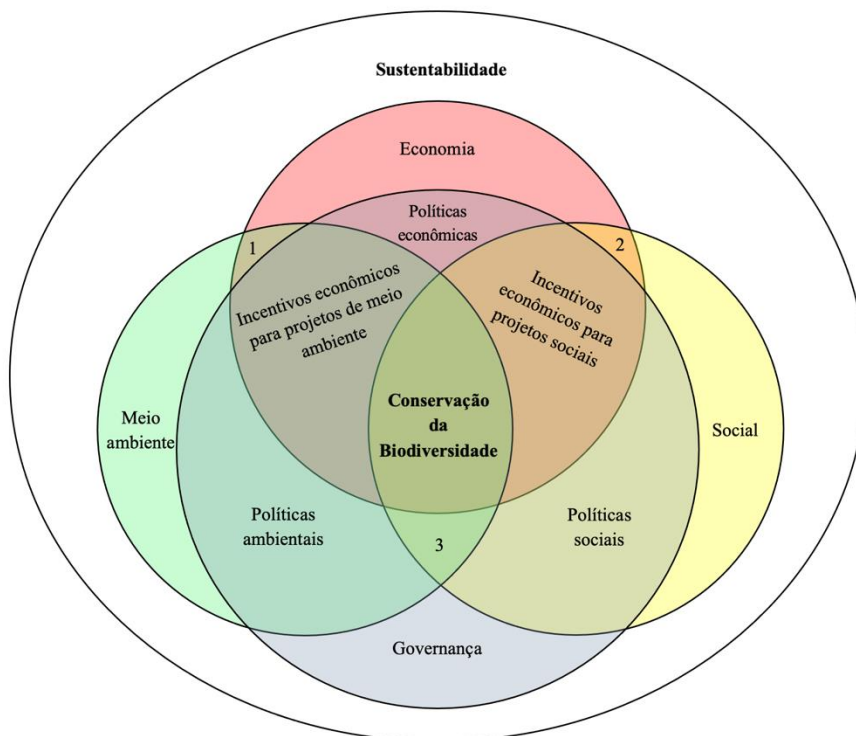 Sustentabilidade
Economia
Políticas
econômicas
1
2
Incentivos econômicos
para projetos de meio
ambiente
Incentivos
econômicos para
projetos sociais
Meio
ambiente
Conservação
da
Biodiversidade
Social
Políticas
ambientais
3
Políticas
sociais
Governança